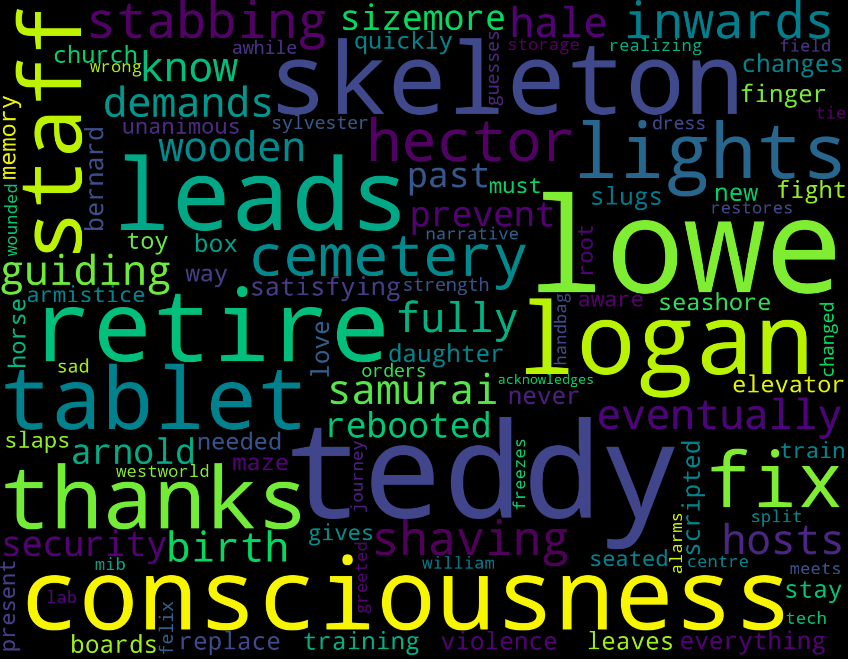 staff
stabbing
sizemore
hale
inwards
church
awhile
quickly
guesses
storage
realizing
field
wrong
know
skeleton
changes
demands
finger
memory
unanimous
sylvester
hector
dress
tie
bernard
wooden
lights
leads
past
must
slugs
new
fight
wounded
prevent
restores
toy
box
cemetery
narrative
root
lowe
guiding
way
satisfying
strength
aware
seashore
armistice
horse
retire
love
fully
handbag
logan
changed
daughter
sad
orders
acknowledges
elevator
tablet
samurai
never
rebooted
eventually
slaps
arnold
needed
teddy
train
westworld
maze
journey
freezes
scripted
fix
thanks
split
security
birth
gives
shaving
alarms
hosts
mib
william
seated
centre
meets
present
lab
consciousness
greeted
stay
felix
tech
boards
replace
training
violence
leaves
everything